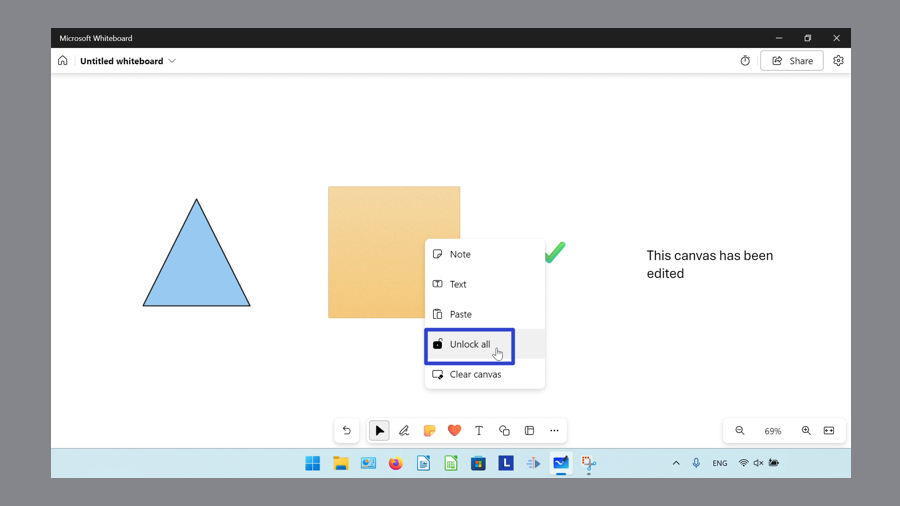 Microsoft Whiteboard
Untitled whiteboard
Share
Note
Text
Paste
Unlock all
Clear canvas
This canvas has been
edited
69%
L
ENG